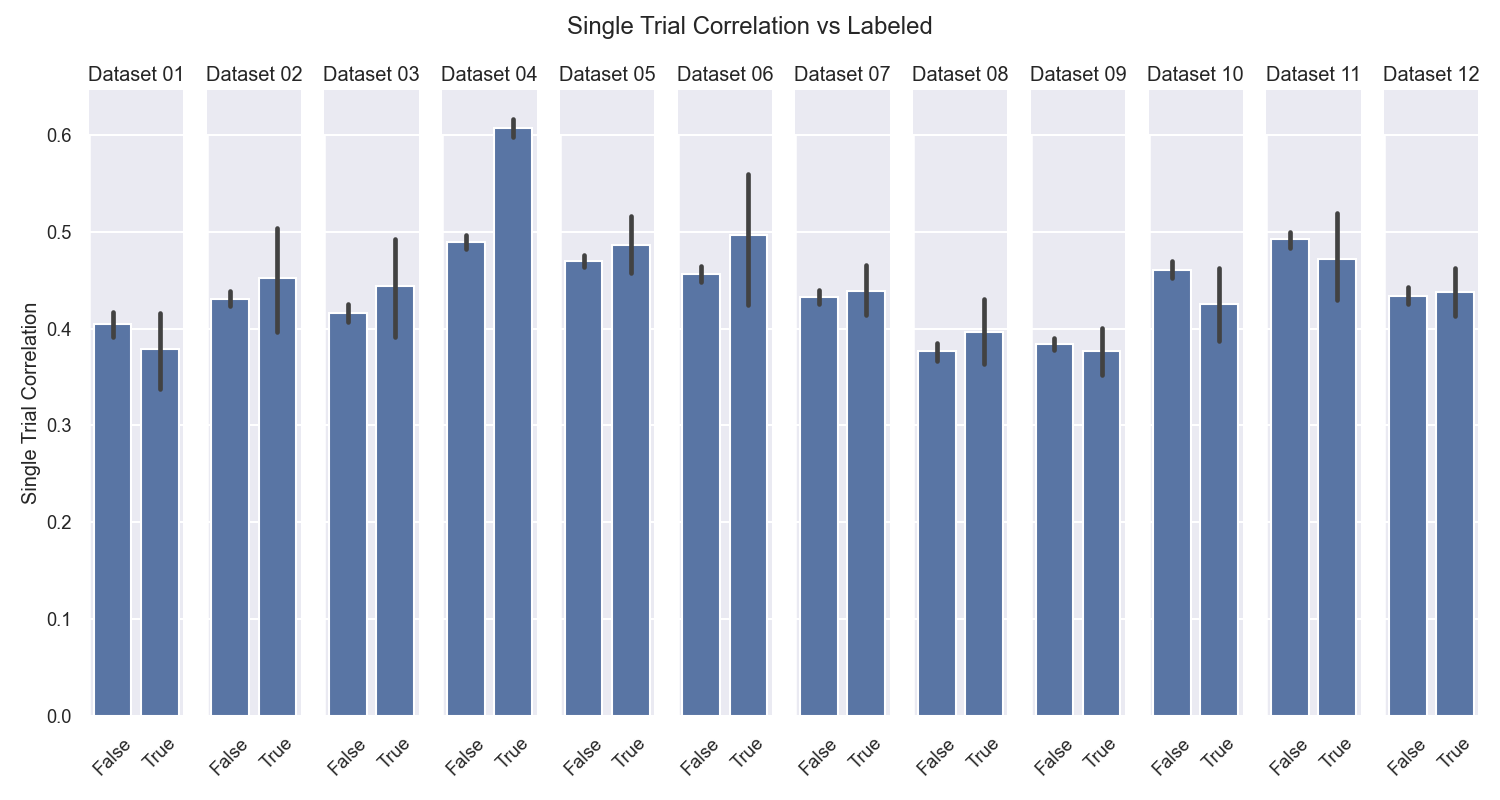 Single Trial Correlation vs Labeled
Dataset 01 Dataset 02 Dataset 03 Dataset 04 Dataset 05 Dataset 06 Dataset 07 Dataset 08 Dataset 09 Dataset 10 Dataset 11 Dataset 12
0.6
0.5
0.4
0.3
0.2
0.1
0.0
Single Trial Correlation
False True False True False True False True False True False True False True False True False True False True False True False True